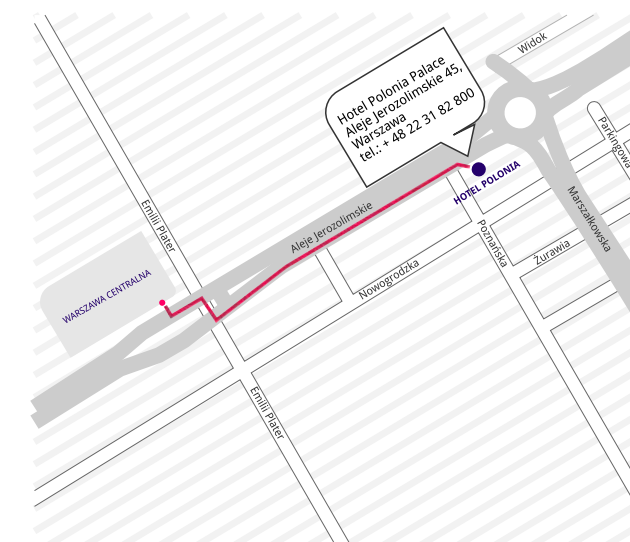 Widok
Hotel Polonia Palace
Aleje Jerozolimskie 45,
Warszawa
tel.: + 48 22 31 82 800
Parkingowa
HOTEL POLONIA
Marszałkowska
Emilii Plater
Aleje Jerozolimskie
Poznańska
Żurawia
WARSZAWA CENTRALNA
Nowogrodzka
Emilii Plater